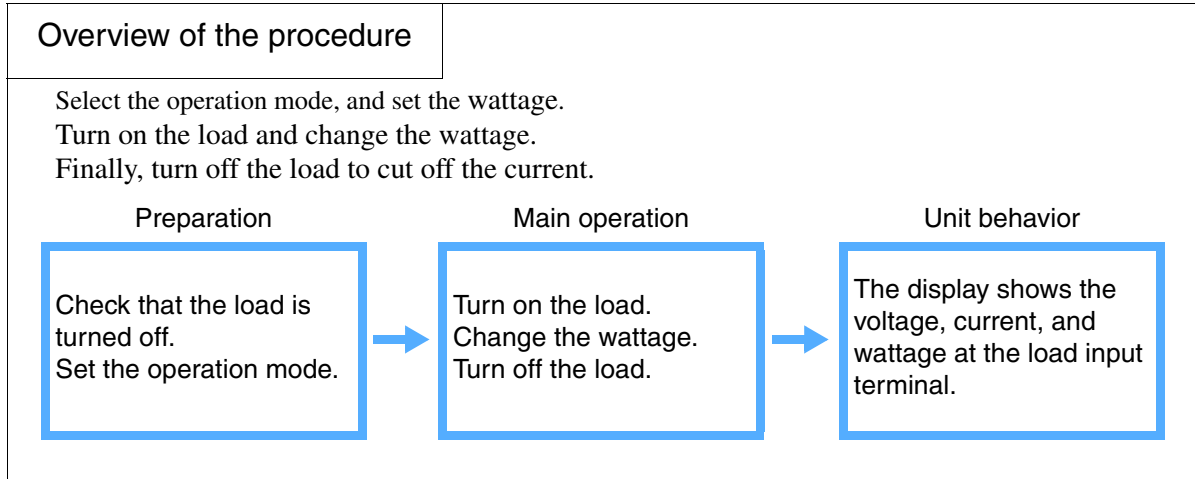 Overview of the procedure
Select the operation mode, and set the wattage.
Turn on the load and change the wattage.
Finally, turn off the load to cut off the current.
Preparation
Check that the load is
turned off.
Set the operation mode.
Main operation
Turn on the load.
Change the wattage.
Turn off the load.
Unit behavior
The display shows the
voltage, current, and
wattage at the load input
terminal.